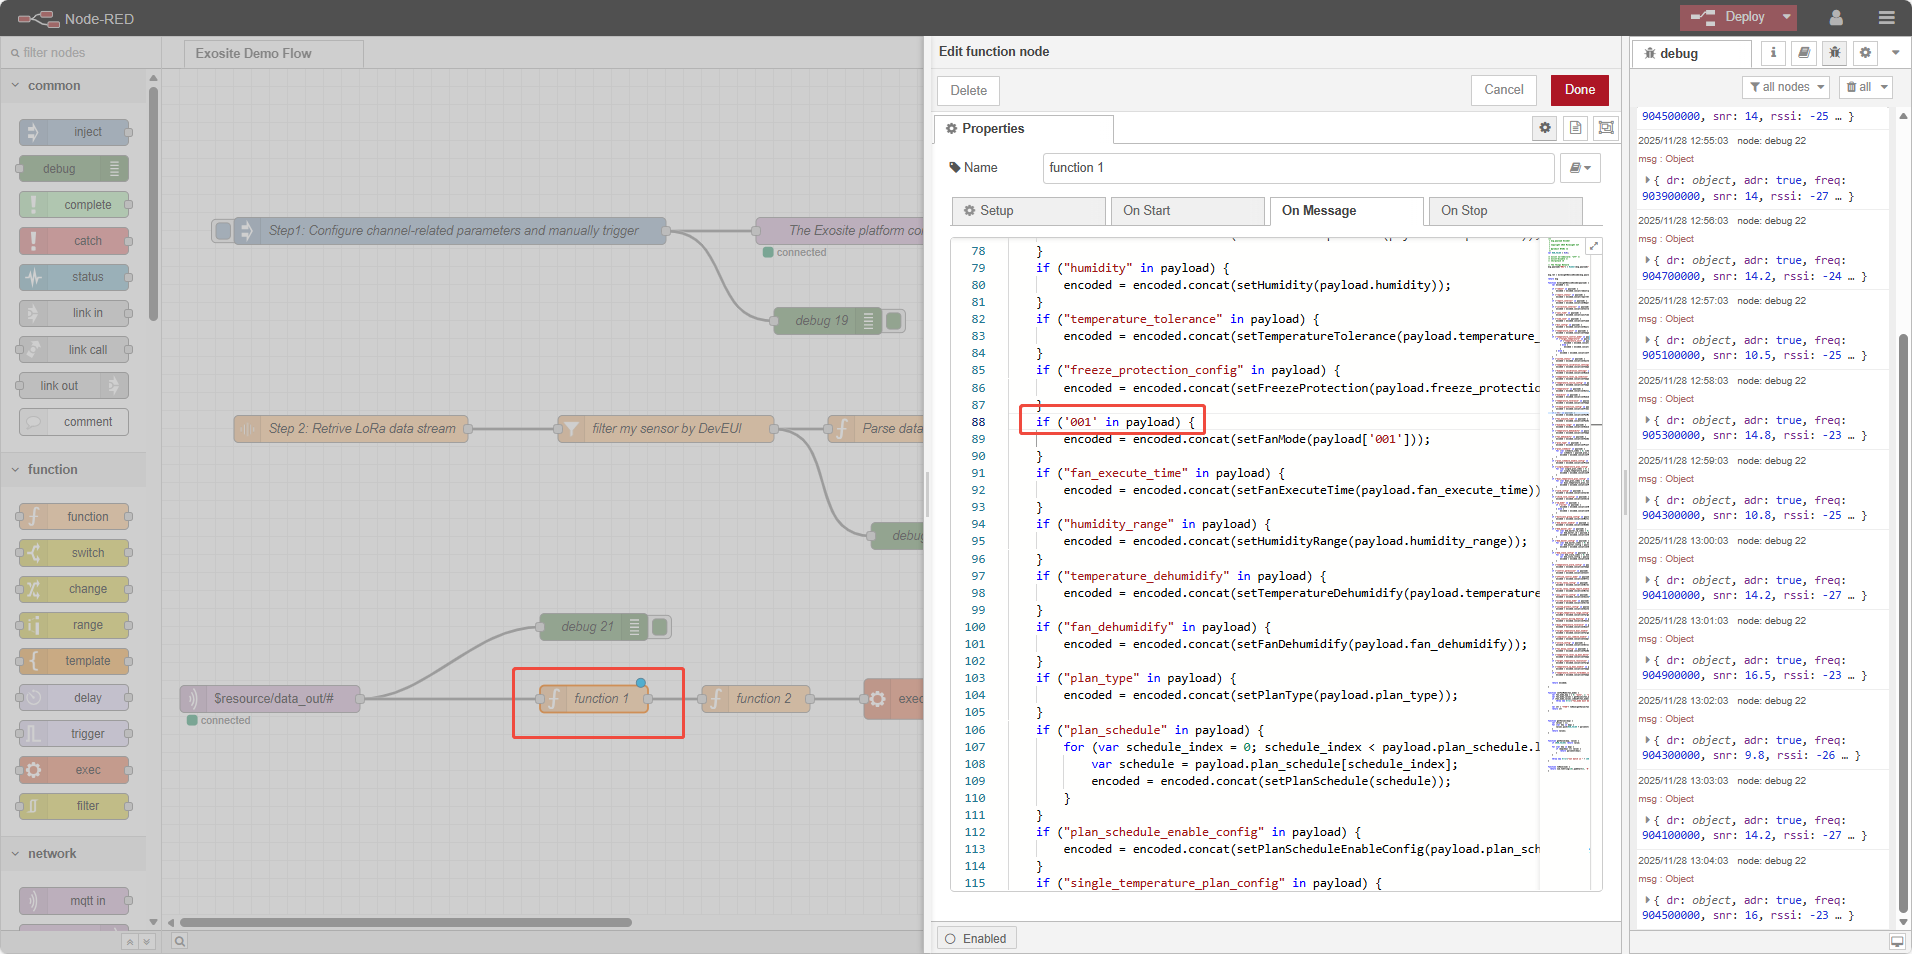 Node-RED
Deploy
filter nodes
Exosite Demo Flow
common
inject
debug
complete
catch
status
link in
link call
link out
comment
function
function
switch
change
range
template
delay
trigger
exec
filter
network
mqtt in
Step1: Configure channel-related parameters and manually trigger
The Exosite platform co
connected
debug 19
Step 2: Retrive LoRa data stream
filter my sensor by DevEUI
Parse data
debug
debug 21
$resource/data_out/#
connected
function 1
function 2
exec
Edit function node
Delete
Cancel
Done
Properties
Name
function 1
Setup
On Start
On Message
On Stop
78 }
79 if ("humidity" in payload) {
80 encoded = encoded.concat(setHumidity(payload.humidity));
81 }
82 if ("temperature_tolerance" in payload) {
83 encoded = encoded.concat(setTemperatureTolerance(payload.temperature_
84 }
85 if ("freeze_protection_config" in payload) {
86 encoded = encoded.concat(setFreezeProtection(payload.freeze_protectio
87 }
88 if ('001' in payload) {
89 encoded = encoded.concat(setFanMode(payload['001']));
90 }
91 if ("fan_execute_time" in payload) {
92 encoded = encoded.concat(setFanExecuteTime(payload.fan_execute_time))
93 }
94 if ("humidity_range" in payload) {
95 encoded = encoded.concat(setHumidityRange(payload.humidity_range));
96 }
97 if ("temperature_dehumidify" in payload) {
98 encoded = encoded.concat(setTemperatureDehumidify(payload.temperature
99 }
100 if ("fan_dehumidify" in payload) {
101 encoded = encoded.concat(setFanDehumidify(payload.fan_dehumidify));
102 }
103 if ("plan_type" in payload) {
104 encoded = encoded.concat(setPlanType(payload.plan_type));
105 }
106 if ("plan_schedule" in payload) {
107 for (var schedule_index = 0; schedule_index < payload.plan_schedule.l
108 var schedule = payload.plan_schedule[schedule_index];
109 encoded = encoded.concat(setPlanSchedule(schedule));
110 }
111 }
112 if ("plan_schedule_enable_config" in payload) {
113 encoded = encoded.concat(setPlanScheduleEnableConfig(payload.plan_sch
114 }
115 if ("single_temperature_plan_config" in payload) {
Enabled
debug
all nodes
all
904500000, snr: 14, rssi: -25 … }
2025/11/28 12:55:03 node: debug 22
msg : Object
{ dr: object, adr: true, freq:
903900000, snr: 14, rssi: -27 … }
2025/11/28 12:56:03 node: debug 22
msg : Object
{ dr: object, adr: true, freq:
904700000, snr: 14.2, rssi: -24 … }
2025/11/28 12:57:03 node: debug 22
msg : Object
{ dr: object, adr: true, freq:
905100000, snr: 10.5, rssi: -25 … }
2025/11/28 12:58:03 node: debug 22
msg : Object
{ dr: object, adr: true, freq:
905300000, snr: 14.8, rssi: -23 … }
2025/11/28 12:59:03 node: debug 22
msg : Object
{ dr: object, adr: true, freq:
904300000, snr: 10.8, rssi: -25 … }
2025/11/28 13:00:03 node: debug 22
msg : Object
{ dr: object, adr: true, freq:
904100000, snr: 14.2, rssi: -27 … }
2025/11/28 13:01:03 node: debug 22
msg : Object
{ dr: object, adr: true, freq:
904900000, snr: 16.5, rssi: -23 … }
2025/11/28 13:02:03 node: debug 22
msg : Object
{ dr: object, adr: true, freq:
904300000, snr: 9.8, rssi: -26 … }
2025/11/28 13:03:03 node: debug 22
msg : Object
{ dr: object, adr: true, freq:
904100000, snr: 14.2, rssi: -27 … }
2025/11/28 13:04:03 node: debug 22
msg : Object
{ dr: object, adr: true, freq:
904500000, snr: 16, rssi: -23 … }